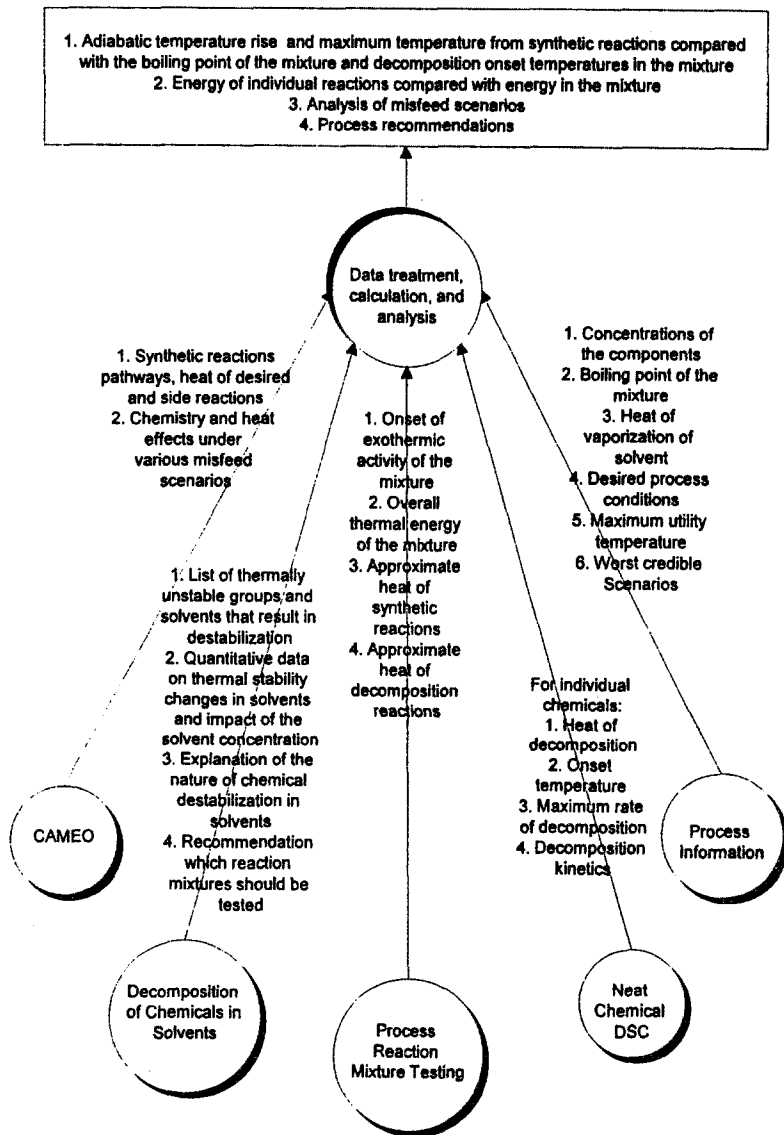 1. Adiabatic temperature rise and maximum temperature from synthetic reactions compared
with the boiling point of the mixture and decomposition onset temperatures in the mixture
2. Energy of individual reactions compared with energy in the mixture
3. Analysis of misfeed scenarios
4. Process recommendations
Data treatment,
calculation, and
analysis
1. Synthetic reactions
pathways, heat of desired
and side reactions
2. Chemistry and heat
effects under
various misfeed
scenarios
1. Onset of
exothermic
activity of the
mixture
2. Overall
thermal energy
of the mixture
3. Approximate
heat of
synthetic
reactions
4. Approximate
heat of
decomposition
reactions
1. Concentrations of
the components
2. Boiling point of the
mixture
3. Heat of
vaporization of
solvent
4. Desired process
conditions
5. Maximum utility
temperature
6. Worst credible
Scenarios
1. List of thermally
unstable groups and
solvents that result in
destabilization
2. Quantitative data
on thermal stability
changes in solvents
and impact of the
solvent concentration
3. Explanation of the
nature of chemical
destabilization in
solvents
4. Recommendation
which reaction
mixtures should be
tested
For individual
chemicals:
1. Heat of
decomposition
2. Onset
temperature
3. Maximum rate
of decomposition
4. Decomposition
kinetics
CAMEO
Decomposition
of Chemicals in
Solvents
Process
Reaction
Mixture Testing
Neat
Chemical
DSC
Process
Information